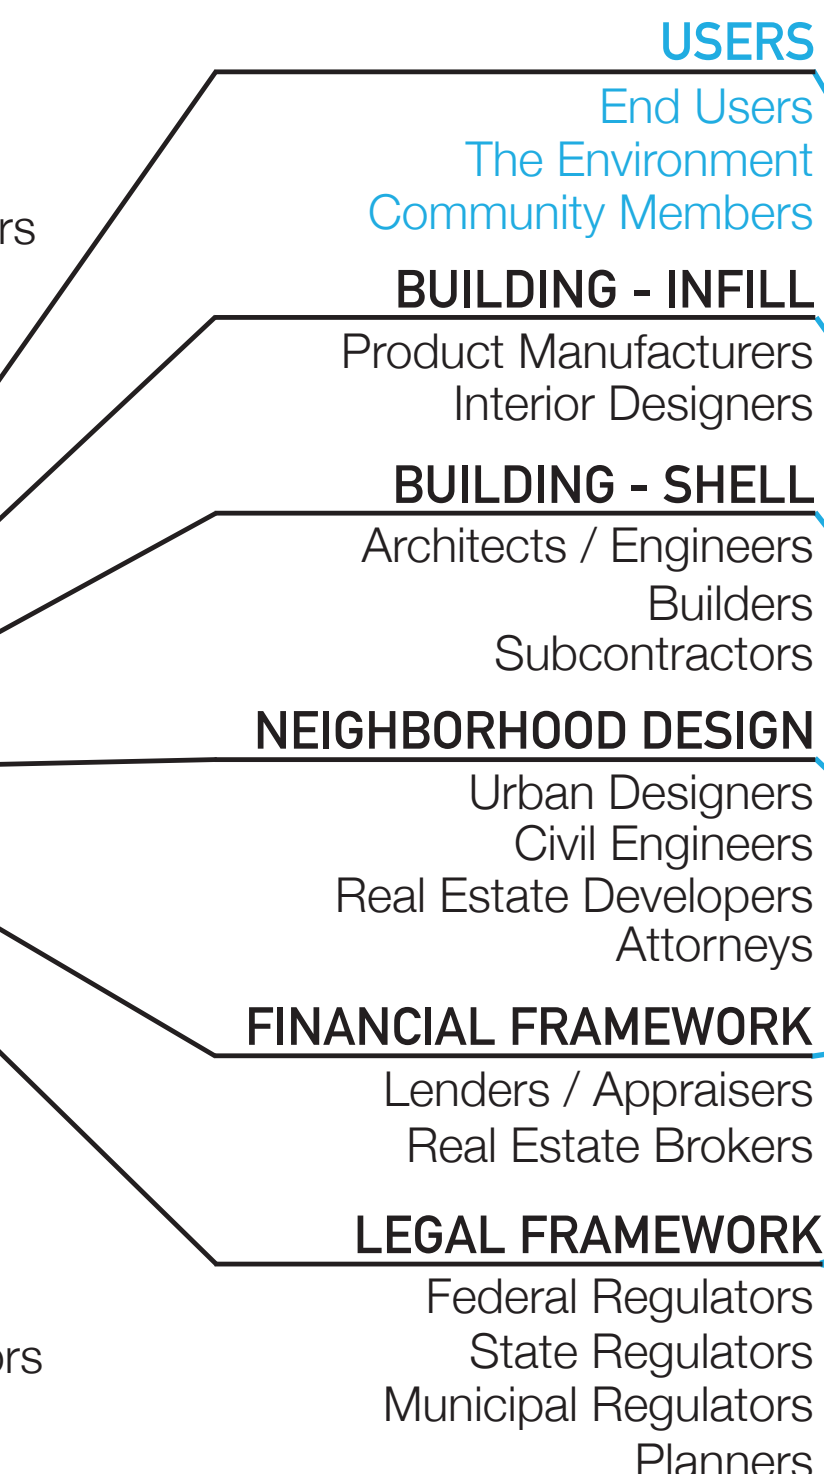 USERS
End Users
The Environment
Community Members
BUILDING - INFILL
Product Manufacturers
Interior Designers
BUILDING - SHELL
Architects / Engineers
Builders
Subcontractors
NEIGHBORHOOD DESIGN
Urban Designers
Civil Engineers
Real Estate Developers
Attorneys
FINANCIAL FRAMEWORK
Lenders / Appraisers
Real Estate Brokers
LEGAL FRAMEWORK
Federal Regulators
State Regulators
Municipal Regulators
Planners